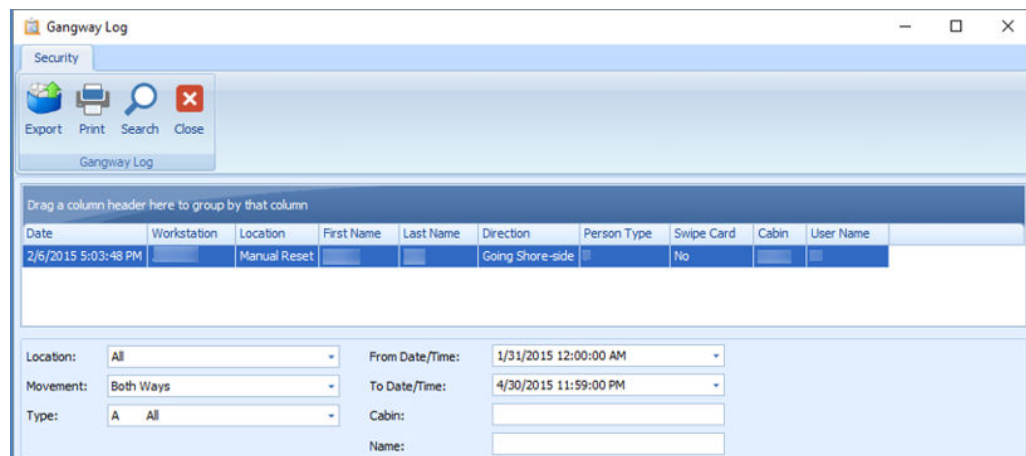 Gangway Log
Security
Export Print Search Close
Gangway Log
Drag a column header here to group by that column
Date Workstation Location First Name Last Name Direction Person Type Swipe Card Cabin User Name
2/6/2015 5:03:48 PM Manual Reset Going Shore-side No
Location: All From Date/Time: 1/31/2015 12:00:00 AM
Movement: Both Ways To Date/Time: 4/30/2015 11:59:00 PM
Type: A All Cabin:
Name: